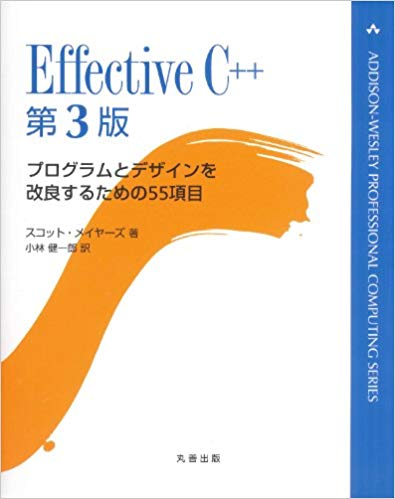 Effective C++
第3版
プログラムとデザインを
改良するための55項目
スコット・メイヤーズ 著
小林 健一郎 訳
丸善出版
ADDISON-WESLEY PROFESSIONAL COMPUTING SERIES